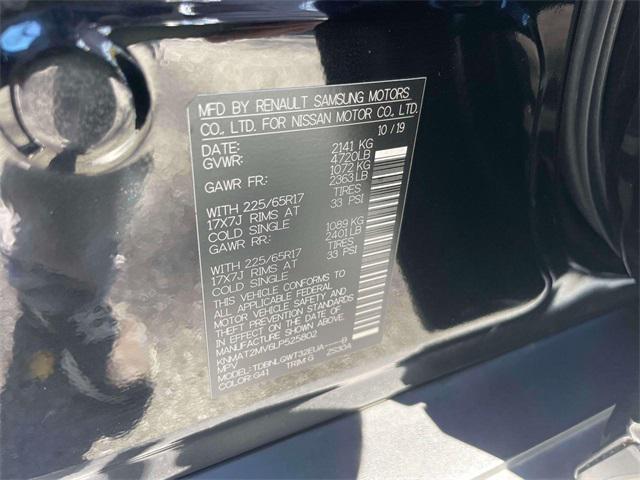 MFD BY RENAULT SAMSUNG MOTORS
CO., LTD. FOR NISSAN MOTOR CO., LTD.
DATE: 10/19
GVWR: 2141 KG
4720LB
GAWR FR: 1072 KG
2363LB
WITH 225/65R17 TIRES
17X7J RIMS AT 33 PSI
COLD SINGLE
GAWR RR: 1089 KG
2401LB
WITH 225/65R17 TIRES
17X7J RIMS AT 33 PSI
COLD SINGLE
THIS VEHICLE CONFORMS TO
ALL APPLICABLE FEDERAL
MOTOR VEHICLE SAFETY AND
THEFT PREVENTION STANDARDS
IN EFFECT ON THE DATE OF
MANUFACTURE SHOWN ABOVE.
KNMAT2MV6LP525802
MPV
MODEL: TDBNLGWT32EUA----B
COLOR: G41 TRIM: G 2530A